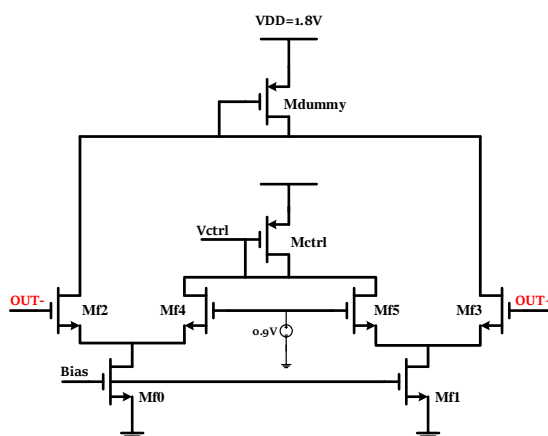 VDD=1.8V
Mdummy
Vctrl
Mctrl
OUT-
Mf2
Mf4
Mf5
Mf3
OUT-
0.9V
Bias
Mf0
Mf1